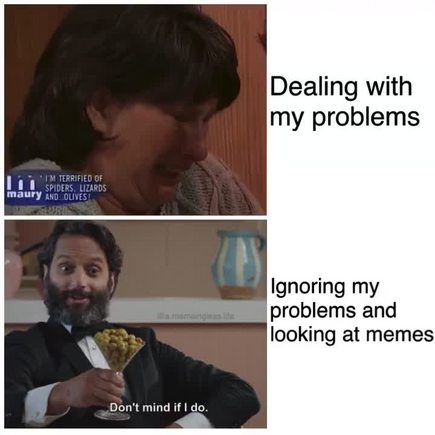 Dealing with
my problems
I'M TERRIFIED OF
SPIDERS, LIZARDS
maury AND OLIVES!
Ignoring my
problems and
looking at memes
Don't mind if I do.